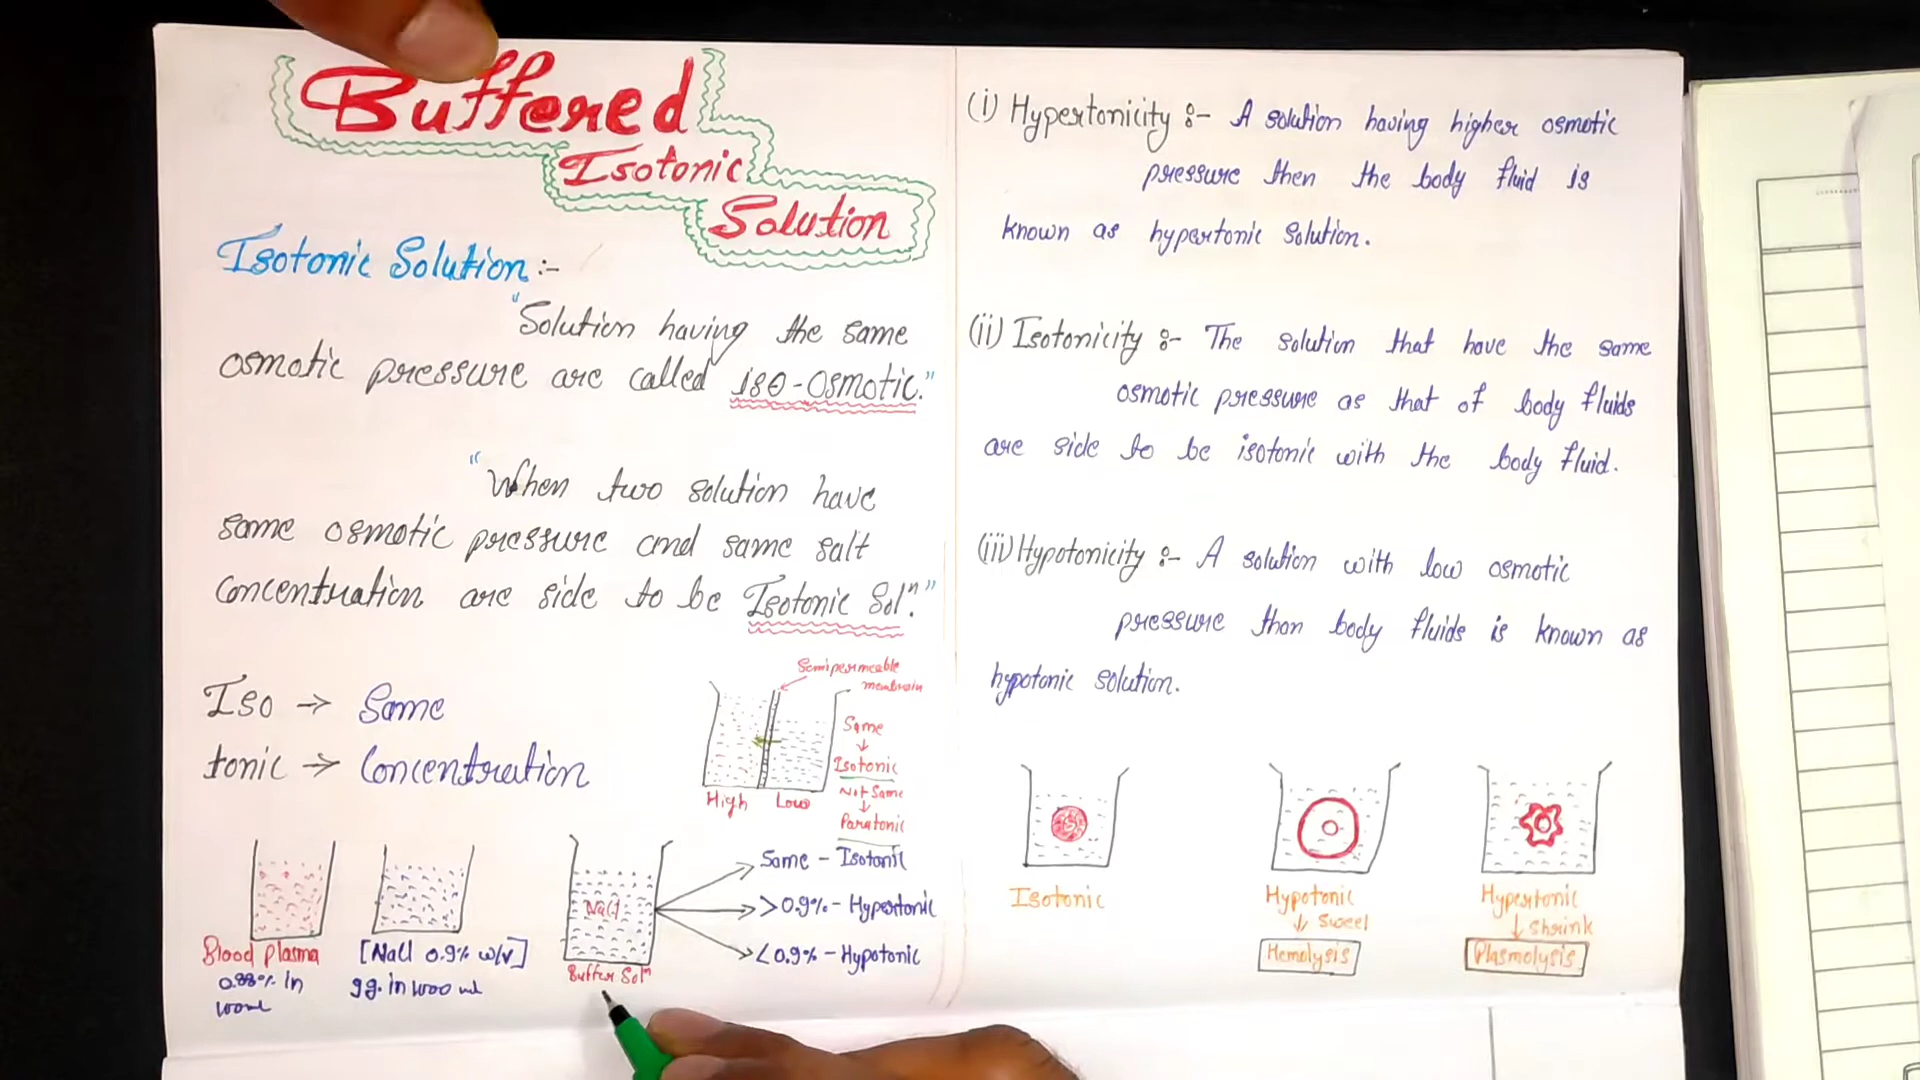 Buffered
Isotonic
Solution
Isotonic Solution :-
"Solution having the same
osmotic pressure are called iso-osmotic."
"When two solution have
same osmotic pressure and same salt
concentration are side to be Isotonic Solⁿ."
Iso → Same
tonic → Concentration
Semipermeable
membrain
Same
↓
Isotonic
Not Same
↓
Paratonic
High Low
Blood plasma
0.88% in
100ml
[NaCl 0.9% w/v]
9g. in 1000 ml
NaCl
Buffer Solⁿ
Same - Isotonic
>0.9% - Hypertonic
<0.9% - Hypotonic
(i) Hypertonicity :- A solution having higher osmotic
pressure then the body fluid is
known as hypertonic solution.
(ii) Isotonicity :- The solution that have the same
osmotic pressure as that of body fluids
are side to be isotonic with the body fluid.
(iii) Hypotonicity :- A solution with low osmotic
pressure than body fluids is known as
hypotonic solution.
Isotonic
Hypotonic
↓ Sweel
Hemolysis
Hypertonic
↓ Shrink
Plasmolysis